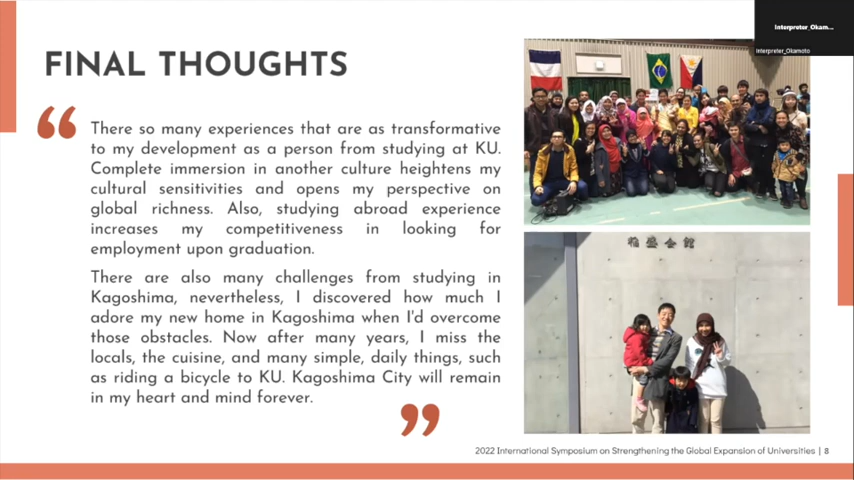 Interpreter_Okam...
Interpreter_Okamoto
FINAL THOUGHTS
“
There so many experiences that are as transformative
to my development as a person from studying at KU.
Complete immersion in another culture heightens my
cultural sensitivities and opens my perspective on
global richness. Also, studying abroad experience
increases my competitiveness in looking for
employment upon graduation.
There are also many challenges from studying in
Kagoshima, nevertheless, I discovered how much I
adore my new home in Kagoshima when I'd overcome
those obstacles. Now after many years, I miss the
locals, the cuisine, and many simple, daily things, such
as riding a bicycle to KU. Kagoshima City will remain
in my heart and mind forever.
”
稲盛会館
2022 International Symposium on Strengthening the Global Expansion of Universities | 8